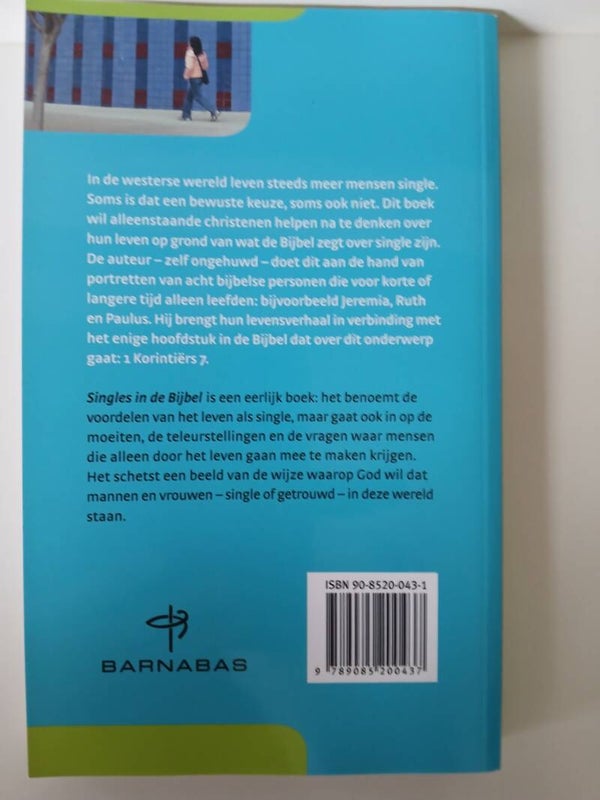 In de westerse wereld leven steeds meer mensen single.
Soms is dat een bewuste keuze, soms ook niet. Dit boek
wil alleenstaande christenen helpen na te denken over
hun leven op grond van wat de Bijbel zegt over single zijn.
De auteur – zelf ongehuwd – doet dit aan de hand van
portretten van acht bijbelse personen die voor korte of
langere tijd alleen leefden: bijvoorbeeld Jeremia, Ruth
en Paulus. Hij brengt hun levensverhaal in verbinding met
het enige hoofdstuk in de Bijbel dat over dit onderwerp
gaat: 1 Korintiërs 7.
Singles in de Bijbel is een eerlijk boek: het benoemt de
voordelen van het leven als single, maar gaat ook in op de
moeiten, de teleurstellingen en de vragen waar mensen
die alleen door het leven gaan mee te maken krijgen.
Het schetst een beeld van de wijze waarop God wil dat
mannen en vrouwen – single of getrouwd – in deze wereld
staan.
ISBN 90-8520-043-1
9 789085 200437
BARNABAS